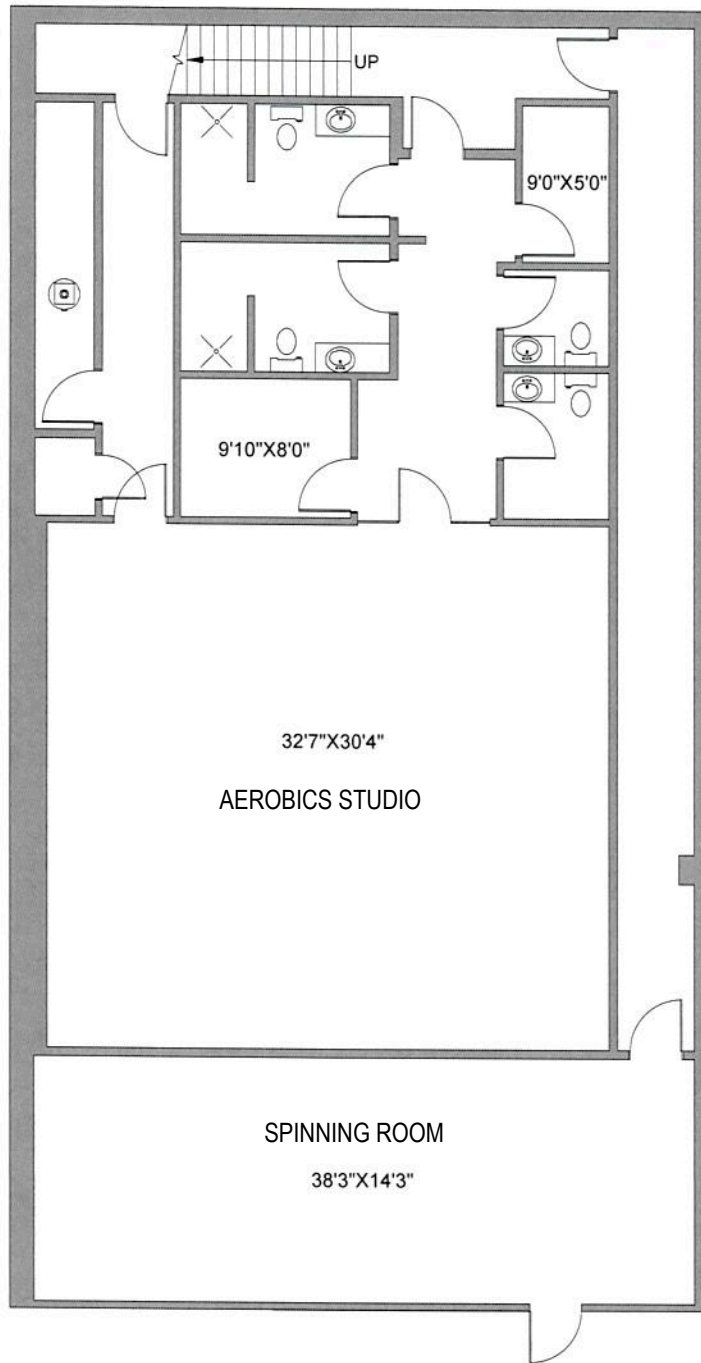 UP
9'0"X5'0"
9'10"X8'0"
32'7"X30'4"
AEROBICS STUDIO
SPINNING ROOM
38'3"X14'3"